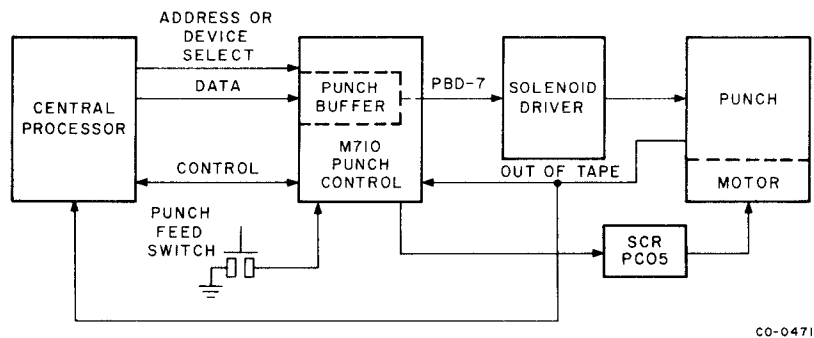 ADDRESS OR
DEVICE
SELECT
DATA
CENTRAL
PROCESSOR
CONTROL
PUNCH
BUFFER
M710
PUNCH
CONTROL
PBD-7
SOLENOID
DRIVER
PUNCH
MOTOR
OUT OF TAPE
PUNCH
FEED
SWITCH
SCR
PC05
CO-0471